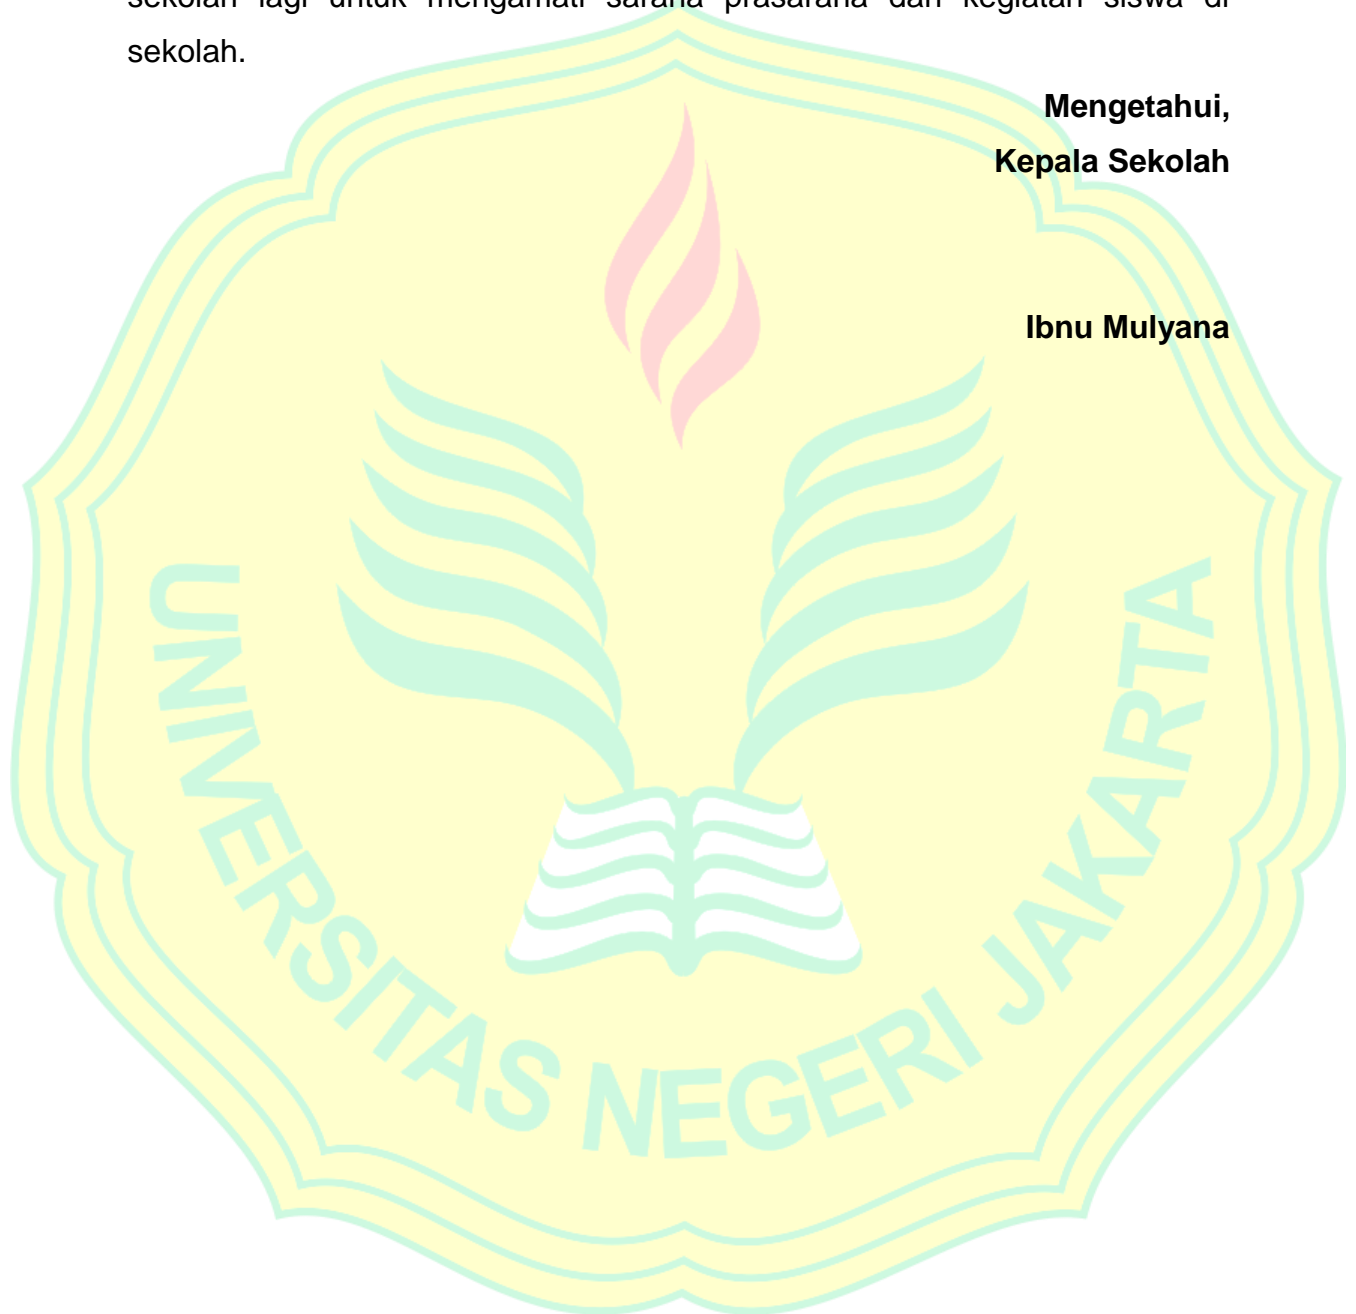 sekolah lagi untuk mengamati sarana prasarana dan kegiatan siswa di
sekolah.
Mengetahui,
Kepala Sekolah
Ibnu Mulyana
UNIVERSITAS NEGERI JAKARTA